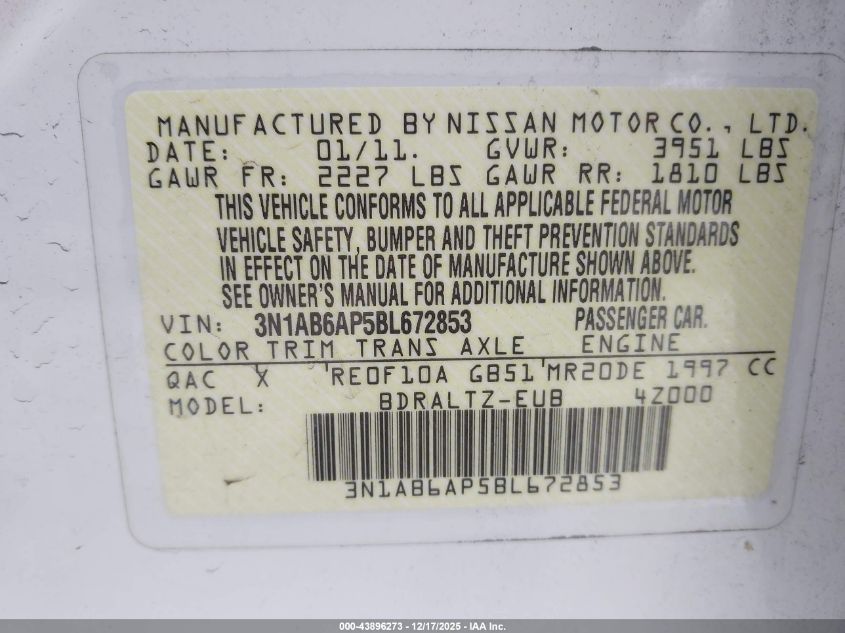 MANUFACTURED BY NISSAN MOTOR CO., LTD.
DATE: 01/11. GVWR: 3951 LBS
GAWR FR: 2227 LBS GAWR RR: 1810 LBS
THIS VEHICLE CONFORMS TO ALL APPLICABLE FEDERAL MOTOR
VEHICLE SAFETY, BUMPER AND THEFT PREVENTION STANDARDS
IN EFFECT ON THE DATE OF MANUFACTURE SHOWN ABOVE.
SEE OWNER'S MANUAL FOR ADDITIONAL INFORMATION.
VIN: 3N1AB6AP5BL672853 PASSENGER CAR.
COLOR TRIM TRANS AXLE ENGINE
QAC X 'RE0F10A GB51'MR20DE 1997 CC
MODEL: BDRALTZ-EUB 4Z000
3N1AB6AP5BL672853
000-43896273 - 12/17/2025 - IAA Inc.